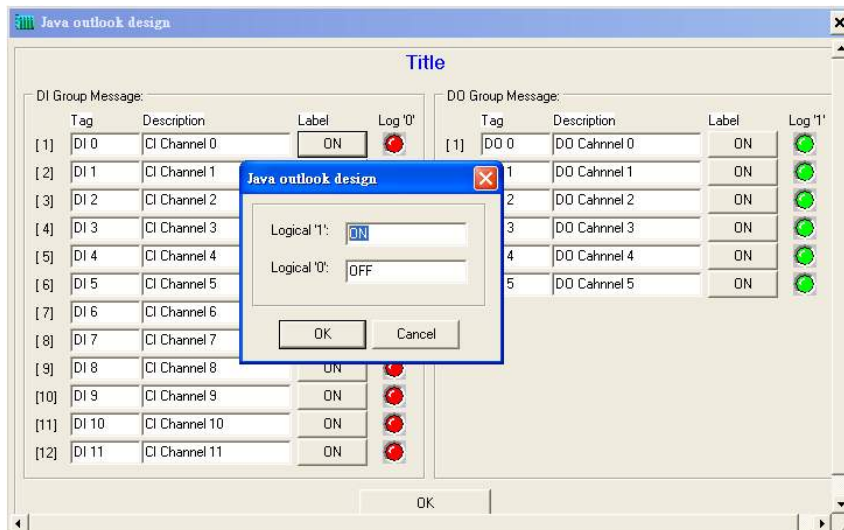 Java outlook design
Title
DI Group Message:
Tag Description Label Log '0'
[1] DI 0 CI Channel 0 ON
[2] DI 1 CI Channel 1
[3] DI 2 CI Channel 2
[4] DI 3 CI Channel 3
[5] DI 4 CI Channel 4
[6] DI 5 CI Channel 5
[7] DI 6 CI Channel 6
[8] DI 7 CI Channel 7
[9] DI 8 CI Channel 8 ON
[10] DI 9 CI Channel 9 ON
[11] DI 10 CI Channel 10 ON
[12] DI 11 CI Channel 11 ON
DO Group Message:
Tag Description Label Log '1'
[1] DO 0 DO Cahnnel 0 ON
1 DO Cahnnel 1 ON
2 DO Cahnnel 2 ON
3 DO Cahnnel 3 ON
4 DO Cahnnel 4 ON
5 DO Cahnnel 5 ON
Java outlook design
Logical '1': ON
Logical '0': OFF
OK Cancel
OK